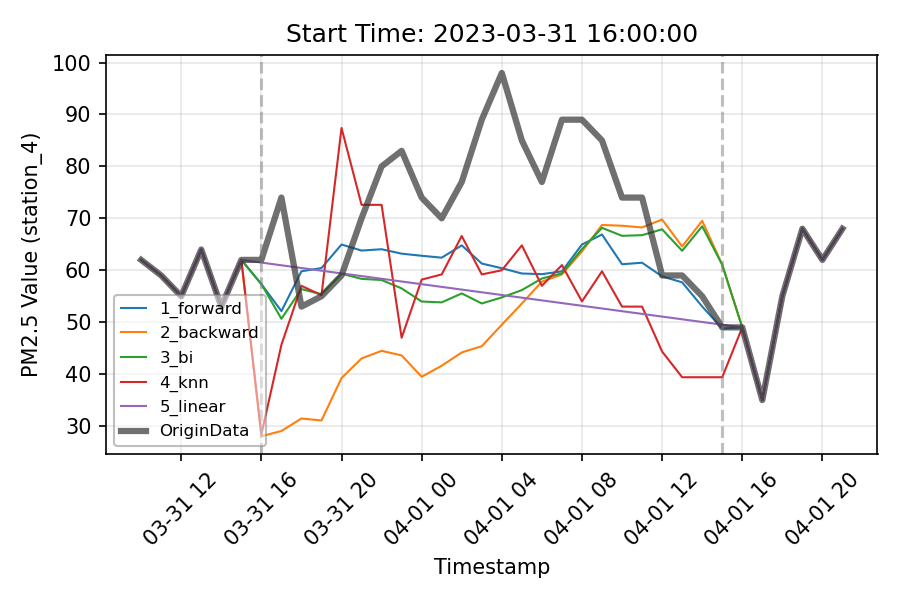 Start Time: 2023-03-31 16:00:00
PM2.5 Value (station_4)
100
90
80
70
60
50
40
30
1_forward
2_backward
3_bi
4_knn
5_linear
OriginData
03-31 12
03-31 16
03-31 20
04-01 00
04-01 04
04-01 08
04-01 12
04-01 16
04-01 20
Timestamp